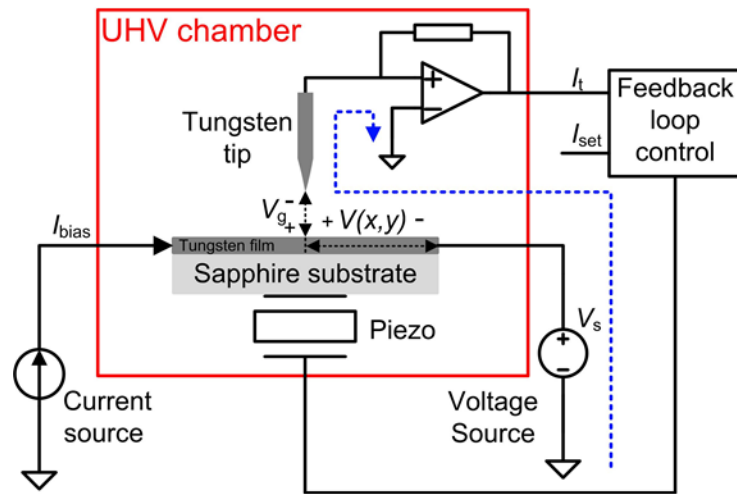 UHV chamber
Tungsten
tip
I_t
I_set
Feedback
loop
control
V_g
-
+
+ V(x,y) -
I_bias
Tungsten film
Sapphire substrate
Piezo
V_s
+
-
+
-
Current
source
Voltage
Source